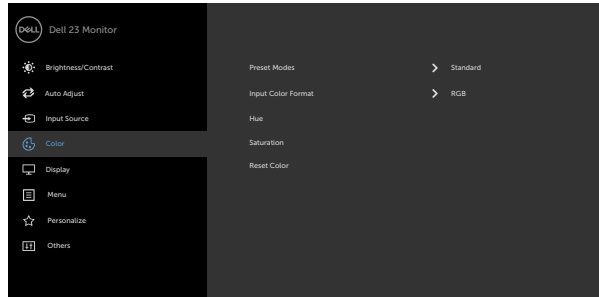 DELL Dell 23 Monitor
Brightness/Contrast
Auto Adjust
Input Source
Color
Display
Menu
Personalize
Others
Preset Modes Standard
Input Color Format RGB
Hue
Saturation
Reset Color